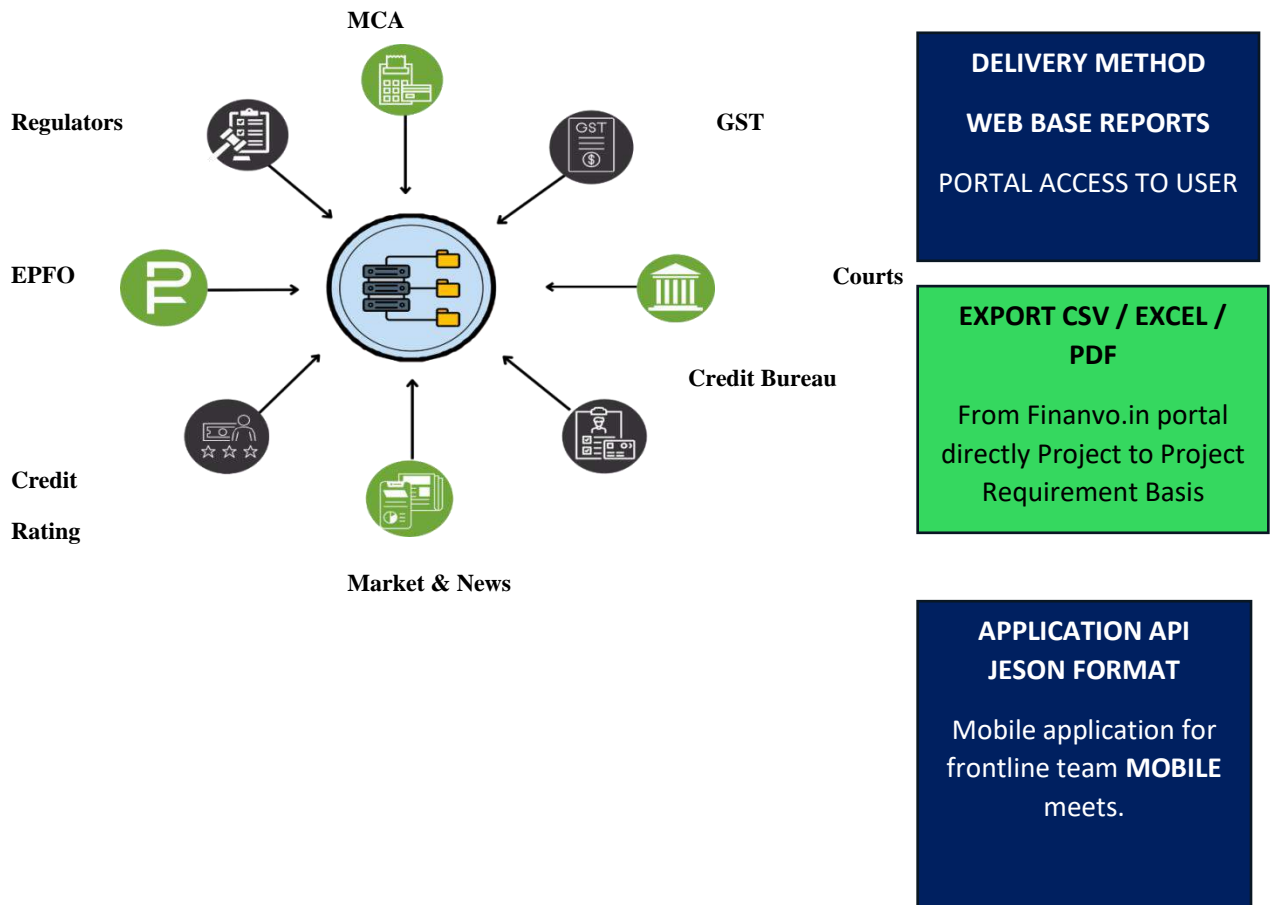 MCA
Regulators
GST
GST
$
EPFO
Courts
Credit Bureau
Credit
Rating
Market & News
DELIVERY METHOD
WEB BASE REPORTS
PORTAL ACCESS TO USER
EXPORT CSV / EXCEL /
PDF
From Finanvo.in portal
directly Project to Project
Requirement Basis
APPLICATION API
JESON FORMAT
Mobile application for
frontline team MOBILE
meets.